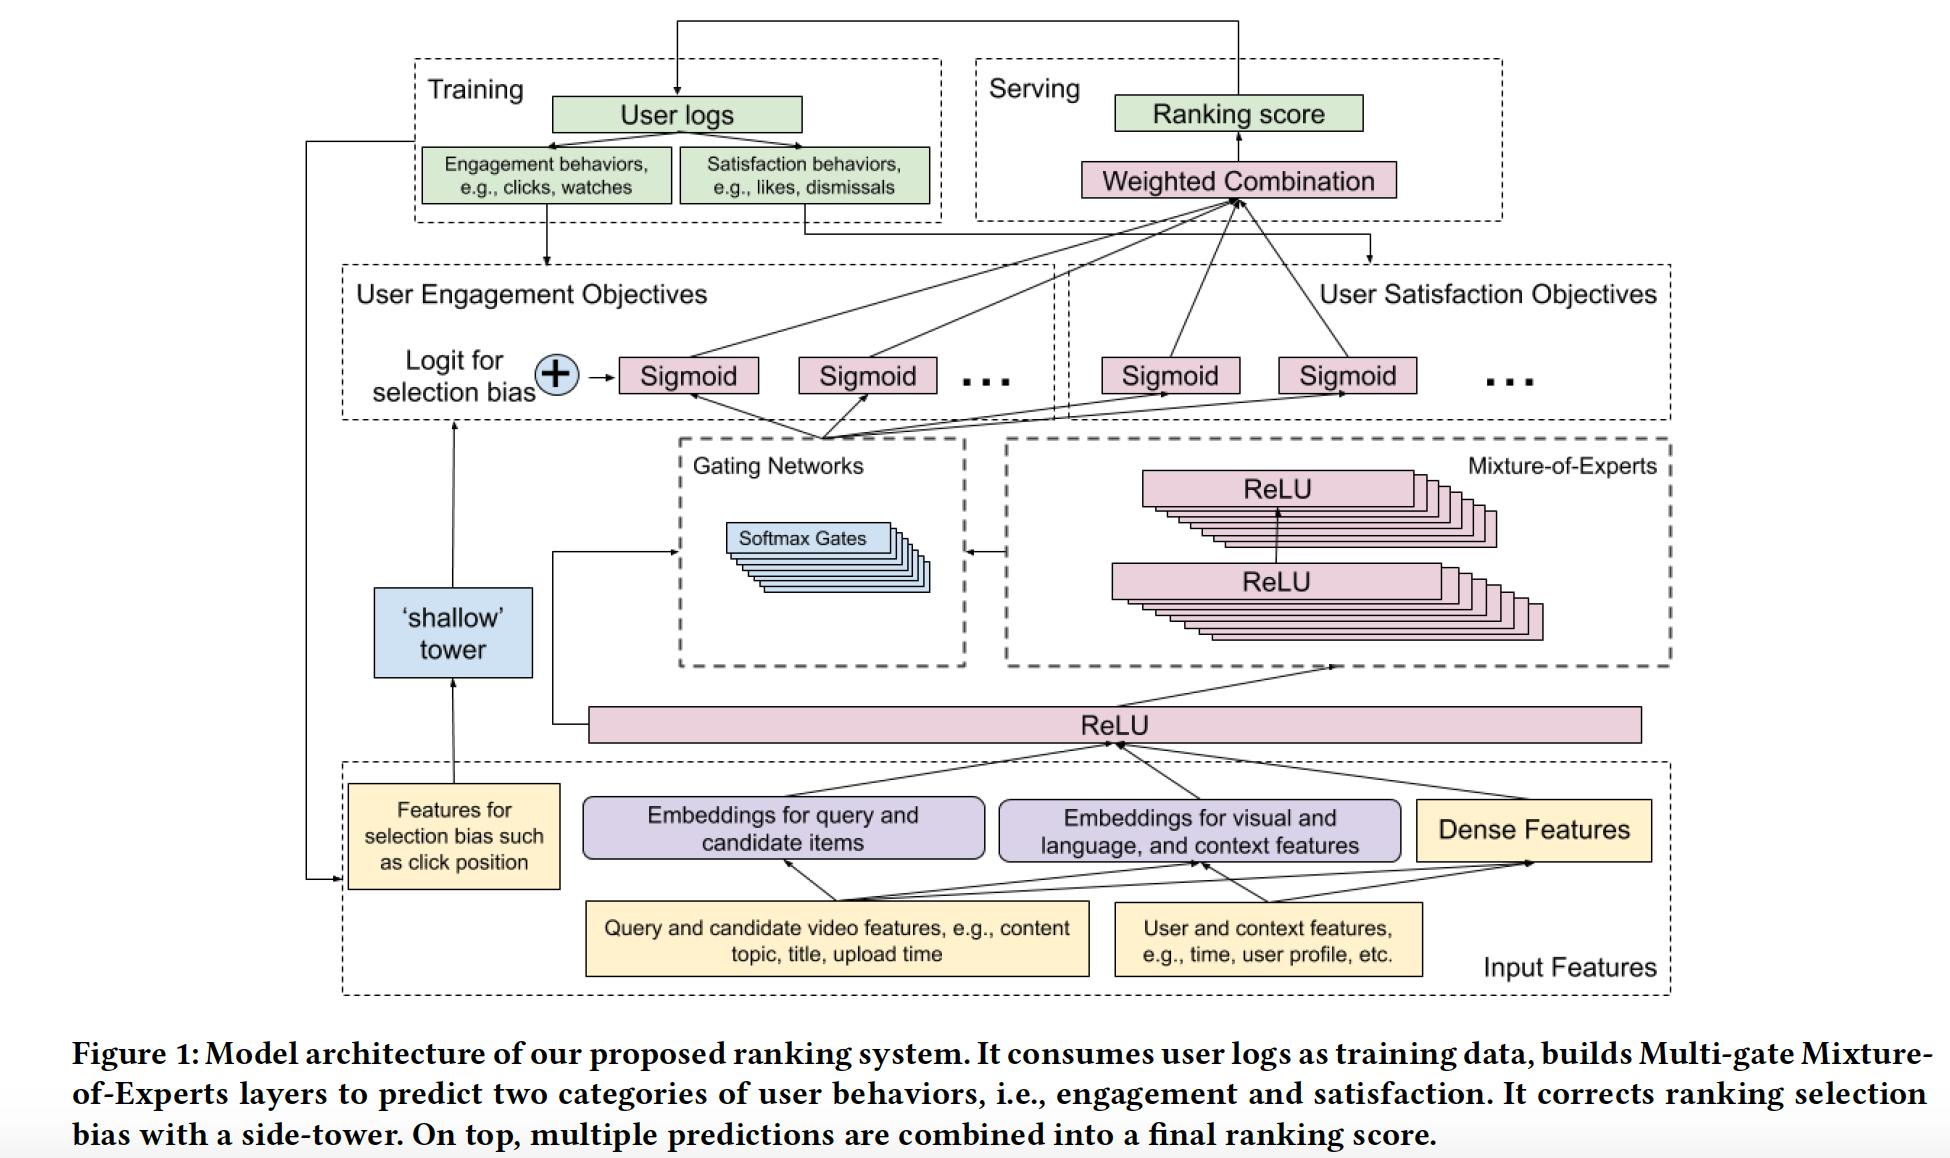 Training
User logs
Engagement behaviors,
e.g., clicks, watches
Satisfaction behaviors,
e.g., likes, dismissals
Serving
Ranking score
Weighted Combination
User Engagement Objectives
Logit for
selection bias
+
Sigmoid
Sigmoid
...
User Satisfaction Objectives
Sigmoid
Sigmoid
...
Gating Networks
Softmax Gates
Mixture-of-Experts
ReLU
ReLU
‘shallow’
tower
ReLU
Features for
selection bias such
as click position
Embeddings for query and
candidate items
Embeddings for visual and
language, and context features
Dense Features
Query and candidate video features, e.g., content
topic, title, upload time
User and context features,
e.g., time, user profile, etc.
Input Features
Figure 1: Model architecture of our proposed ranking system. It consumes user logs as training data, builds Multi-gate Mixture-
of-Experts layers to predict two categories of user behaviors, i.e., engagement and satisfaction. It corrects ranking selection
bias with a side-tower. On top, multiple predictions are combined into a final ranking score.